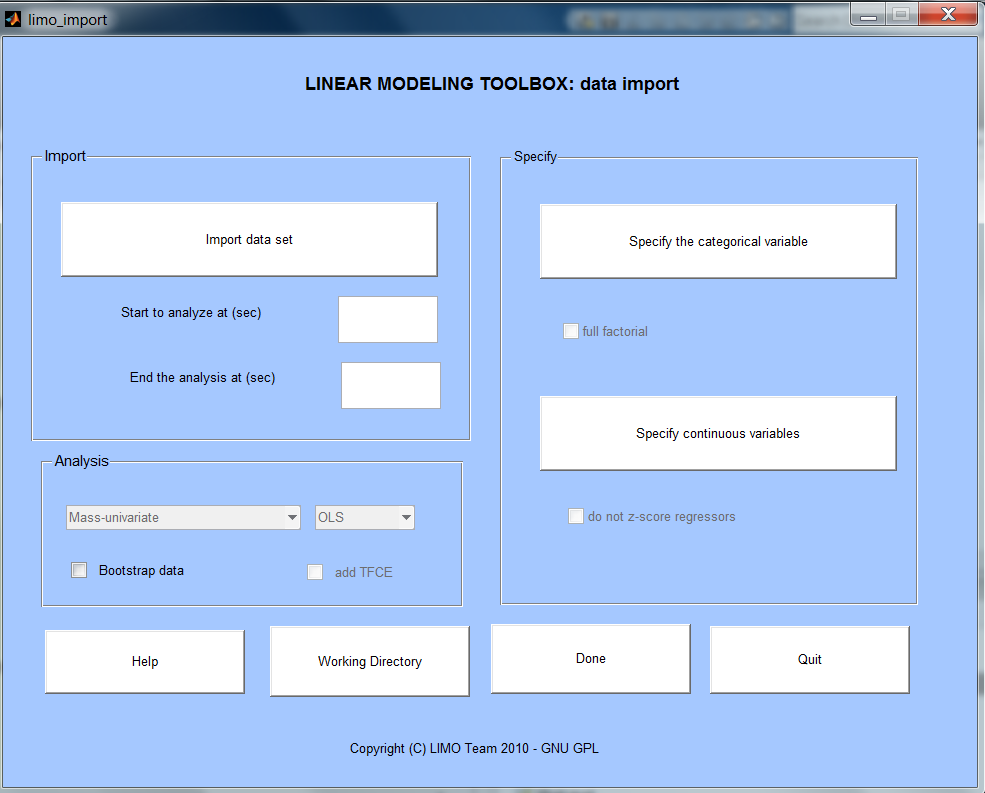 limo_import
LINEAR MODELING TOOLBOX: data import
Import
Import data set
Start to analyze at (sec)
End the analysis at (sec)
Specify
Specify the categorical variable
full factorial
Specify continuous variables
do not z-score regressors
Analysis
Mass-univariate
OLS
Bootstrap data
add TFCE
Help
Working Directory
Done
Quit
Copyright (C) LIMO Team 2010 - GNU GPL